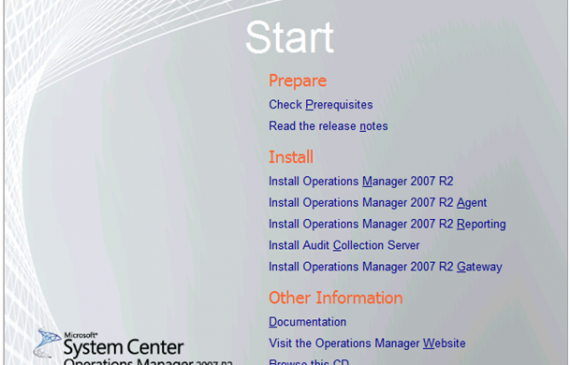 Start
Prepare
Check Prerequisites
Read the release notes
Install
Install Operations Manager 2007 R2
Install Operations Manager 2007 R2 Agent
Install Operations Manager 2007 R2 Reporting
Install Audit Collection Server
Install Operations Manager 2007 R2 Gateway
Other Information
Documentation
Visit the Operations Manager Website
Browse this CD
Microsoft®
System Center
Operations Manager 2007 R2